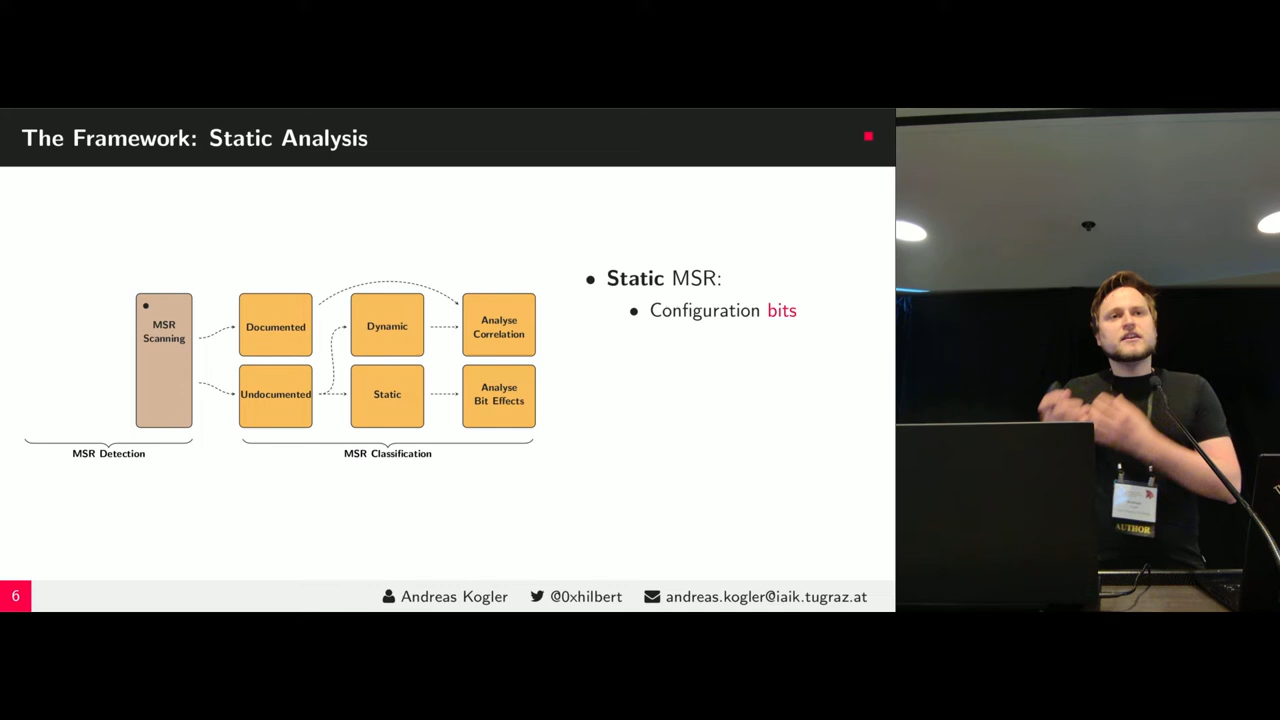 The Framework: Static Analysis
MSR
Scanning
Documented
Undocumented
Dynamic
Static
Analyse
Correlation
Analyse
Bit Effects
MSR Detection
MSR Classification
• Static MSR:
• Configuration bits
6
Andreas Kogler
@0xhilbert
andreas.kogler@iaik.tugraz.at
AUTHOR